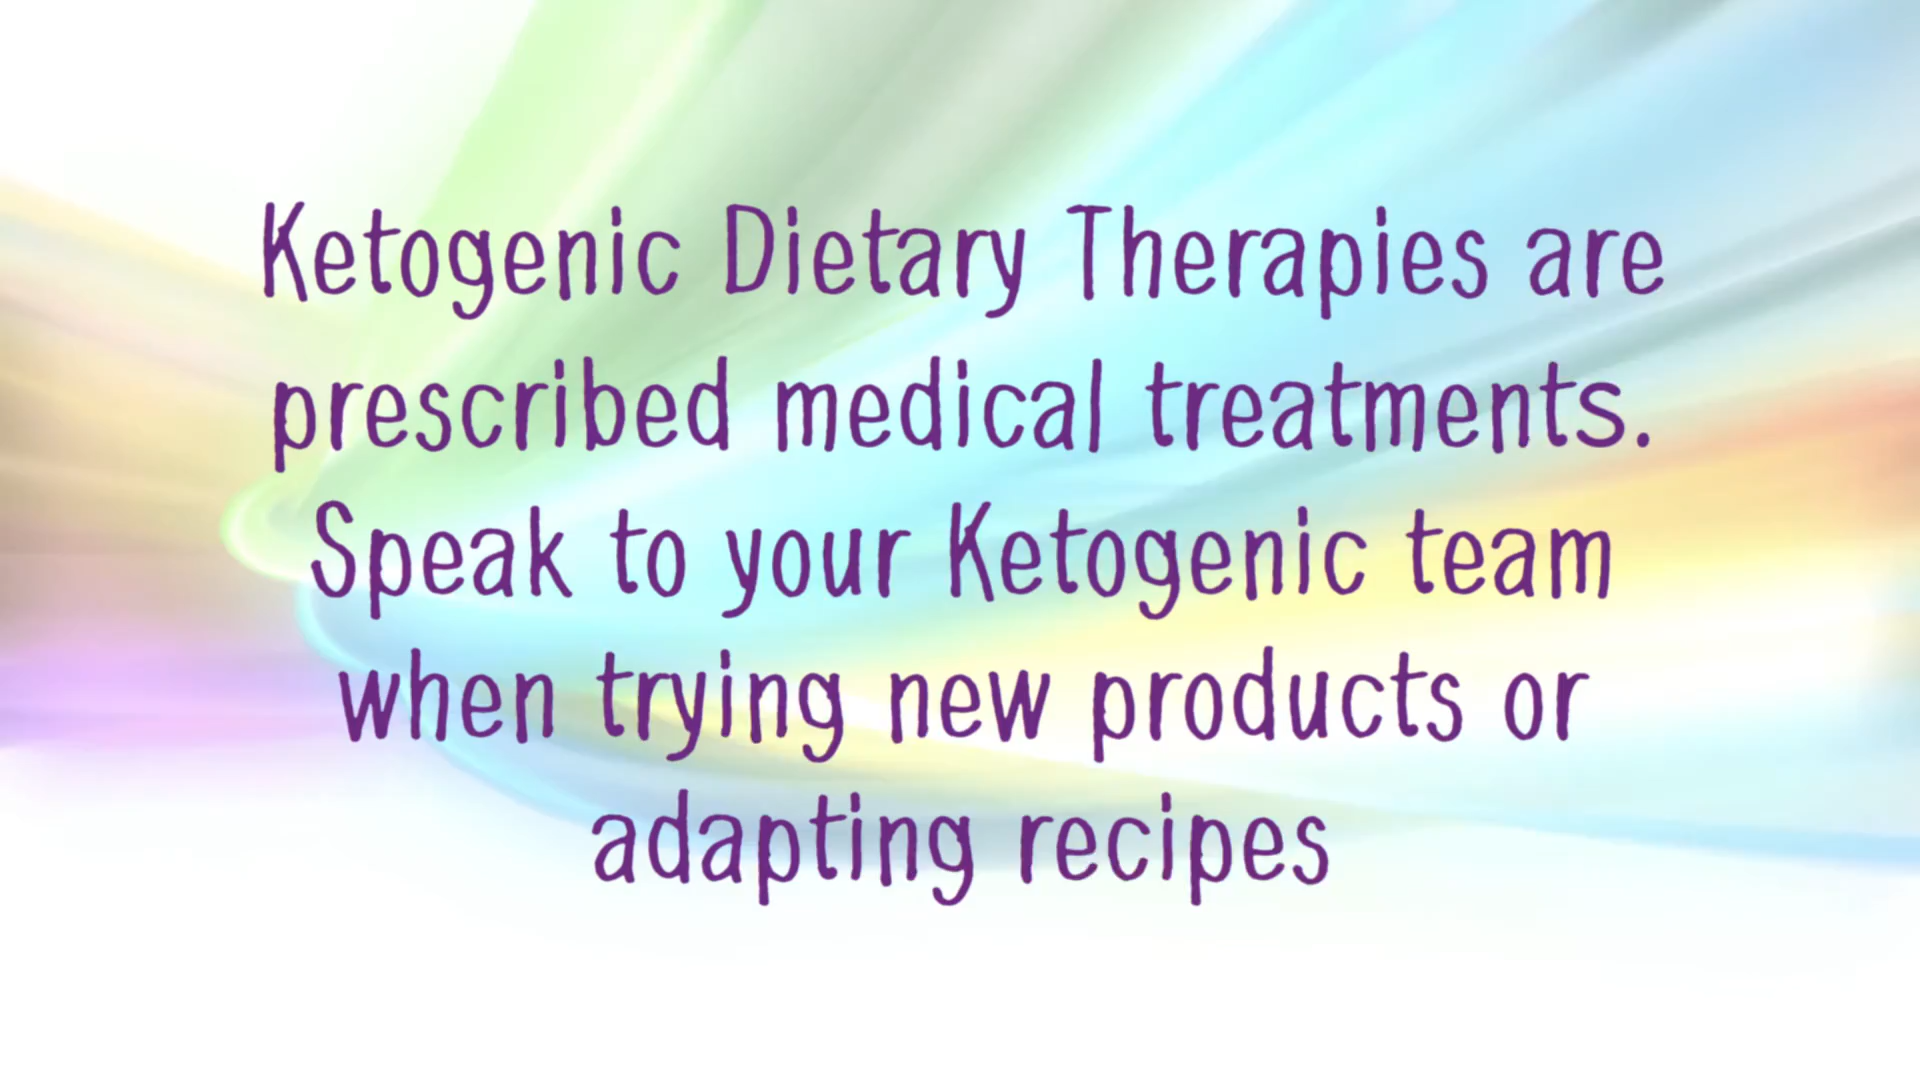 Ketogenic Dietary Therapies are
prescribed medical treatments.
Speak to your Ketogenic team
when trying new products or
adapting recipes